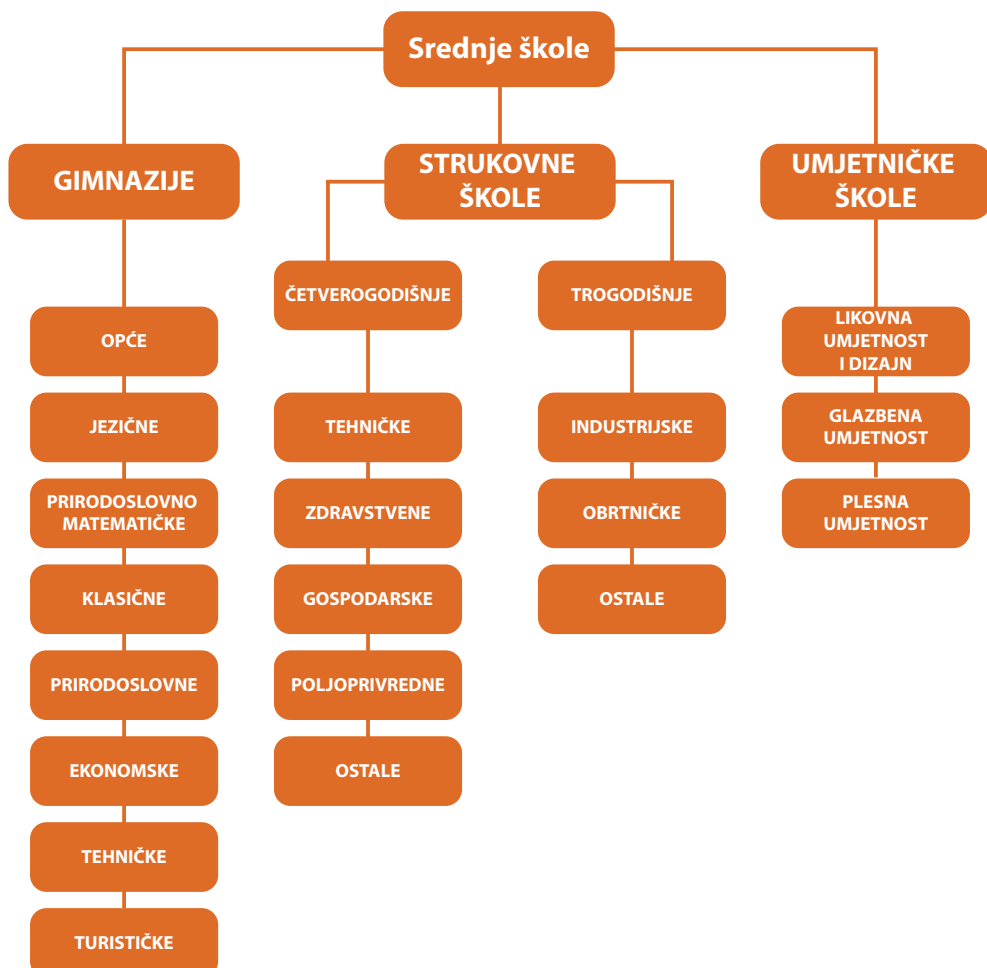 Srednje škole
GIMNAZIJE
STRUKOVNE
ŠKOLE
UMJETNIČKE
ŠKOLE
ČETVEROGODIŠNJE
TROGODIŠNJE
OPĆE
JEZIČNE
PRIRODOSLOVNO
MATEMATIČKE
KLASIČNE
PRIRODOSLOVNE
EKONOMSKE
TEHNIČKE
TURISTIČKE
TEHNIČKE
ZDRAVSTVENE
GOSPODARSKE
POLJOPRIVREDNE
OSTALE
INDUSTRIJSKE
OBRTNIČKE
OSTALE
LIKOVNA
UMJETNOST
I DIZAJN
GLAZBENA
UMJETNOST
PLESNA
UMJETNOST